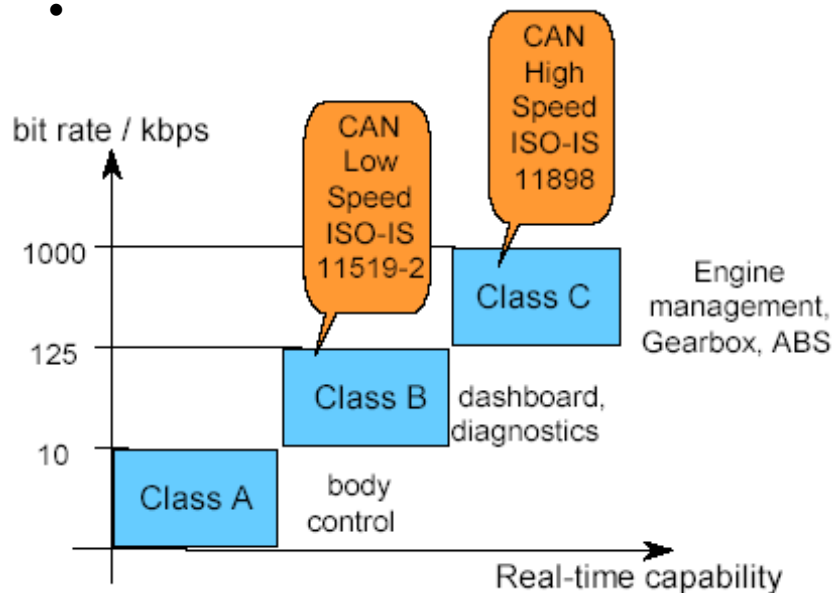 CAN
High
Speed
ISO-IS
11898
bit rate / kbps
CAN
Low
Speed
ISO-IS
11519-2
1000
Class C
Engine
management,
Gearbox, ABS
125
Class B
dashboard,
diagnostics
10
Class A
body
control
Real-time capability